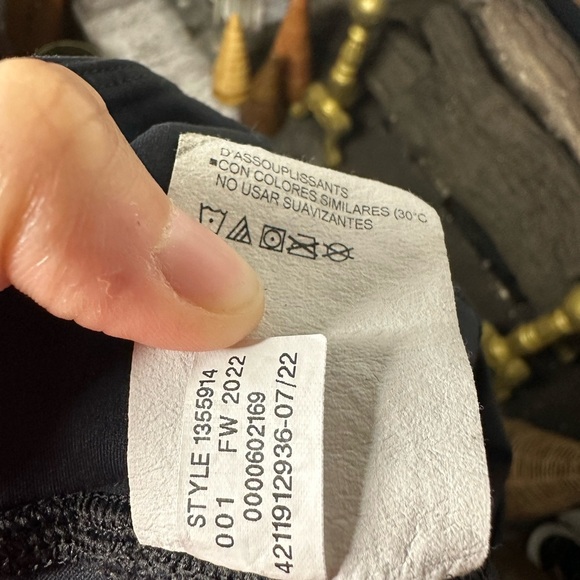 D'ASSOUPLISSANTS
▪CON COLORES SIMILARES (30°C
NO USAR SUAVIZANTES
STYLE 1355914
001 FW 2022
0000602169
4211912936-07/22